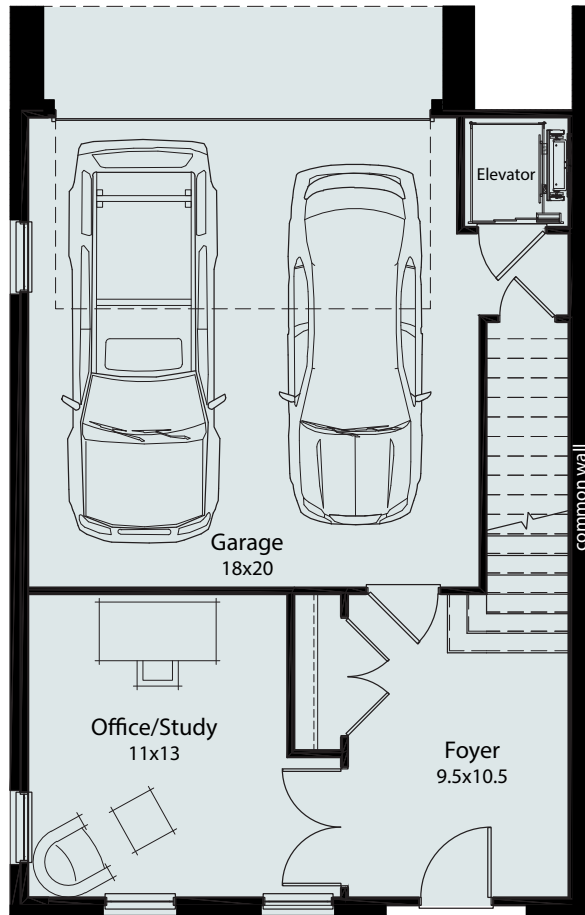 Elevator
common wall
Garage
18x20
Office/Study
11x13
Foyer
9.5x10.5